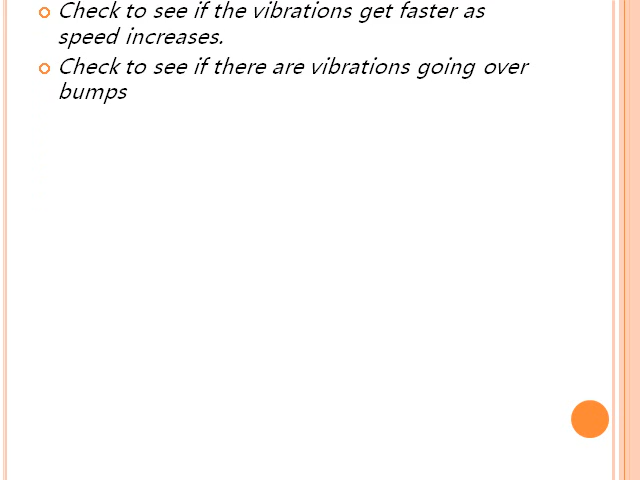 Check to see if the vibrations get faster as
speed increases.
Check to see if there are vibrations going over
bumps